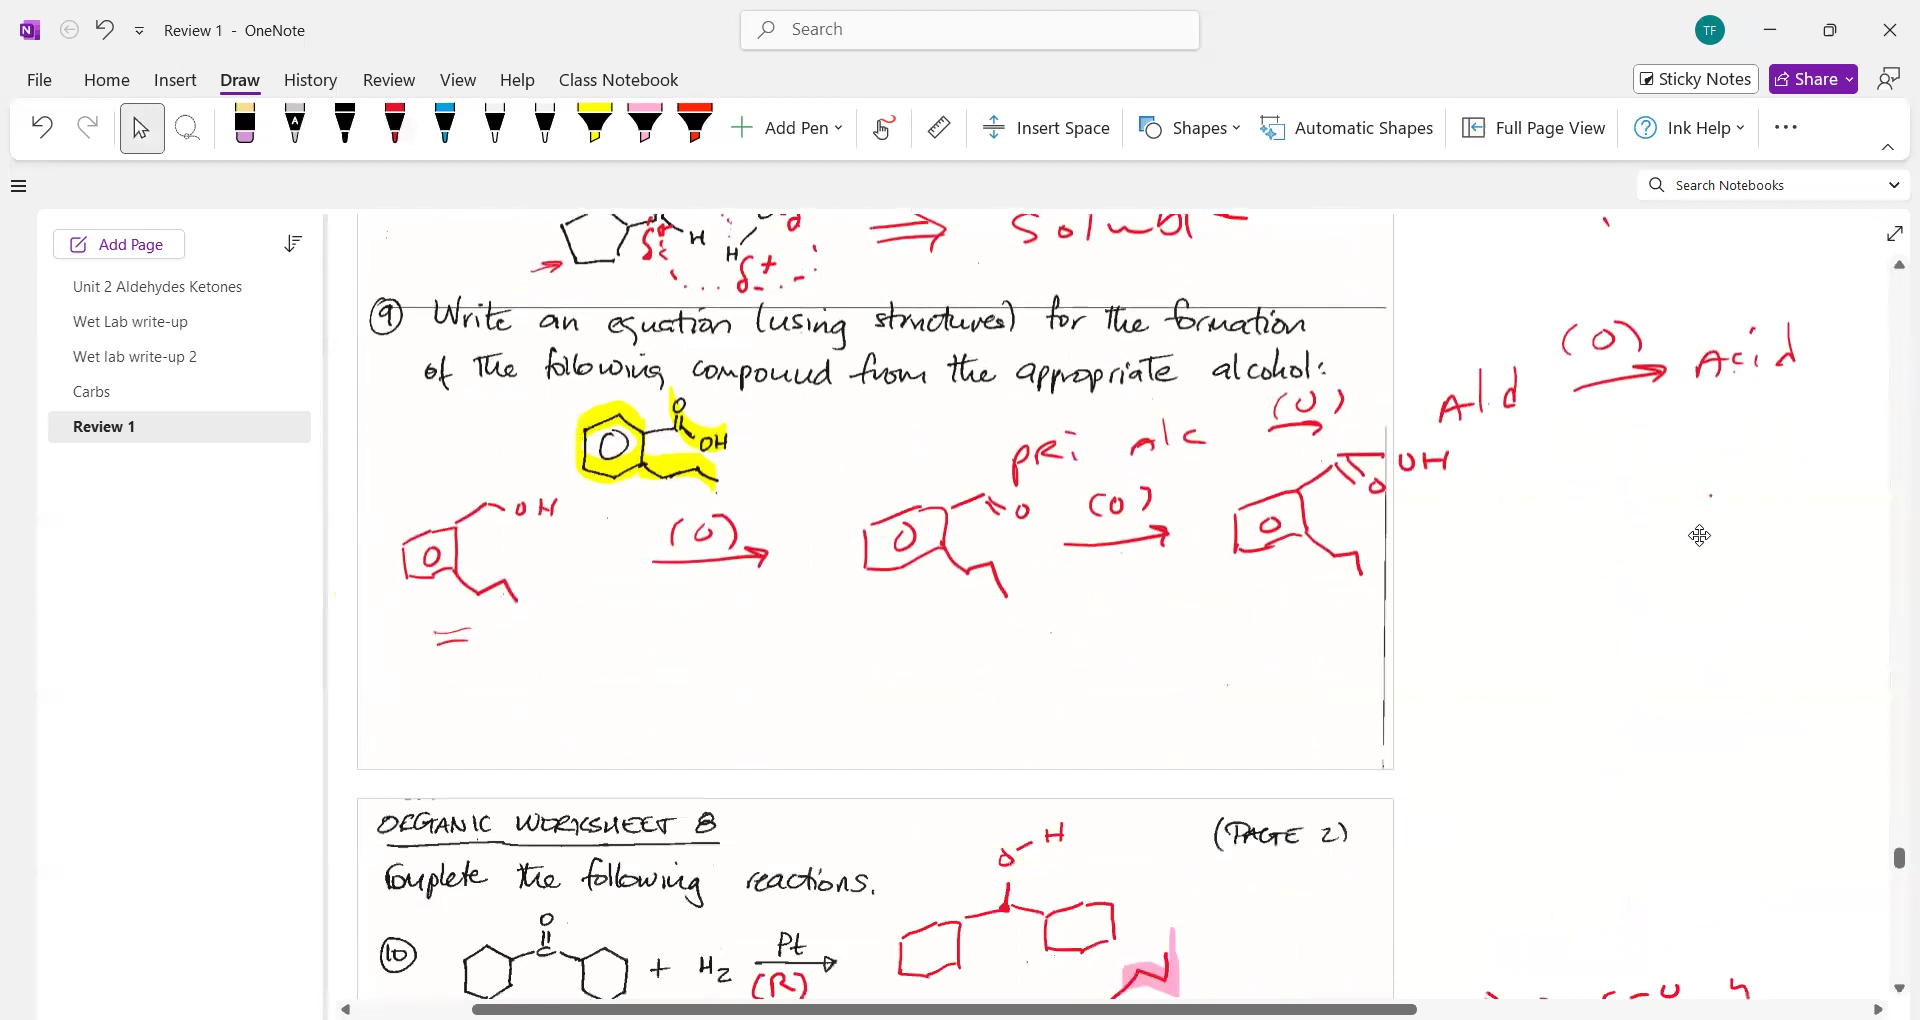 Review 1 - OneNote
Search
TF
File Home Insert Draw History Review View Help Class Notebook
Sticky Notes Share
Add Pen Insert Space Shapes Automatic Shapes Full Page View Ink Help
Search Notebooks
Add Page
Unit 2 Aldehydes Ketones
Wet Lab write-up
Wet lab write-up 2
Carbs
Review 1
H H δ+
9 Write an equation (using structures) for the formation
of the following compound from the appropriate alcohol:
O
OH
pRi Alc (O) Ald (O) Acid
OH (O) O (O) OH
O
ORGANIC WORKSHEET 8 (PAGE 2)
Complete the following reactions.
O-H
10 O
C + H2 Pt
(R)